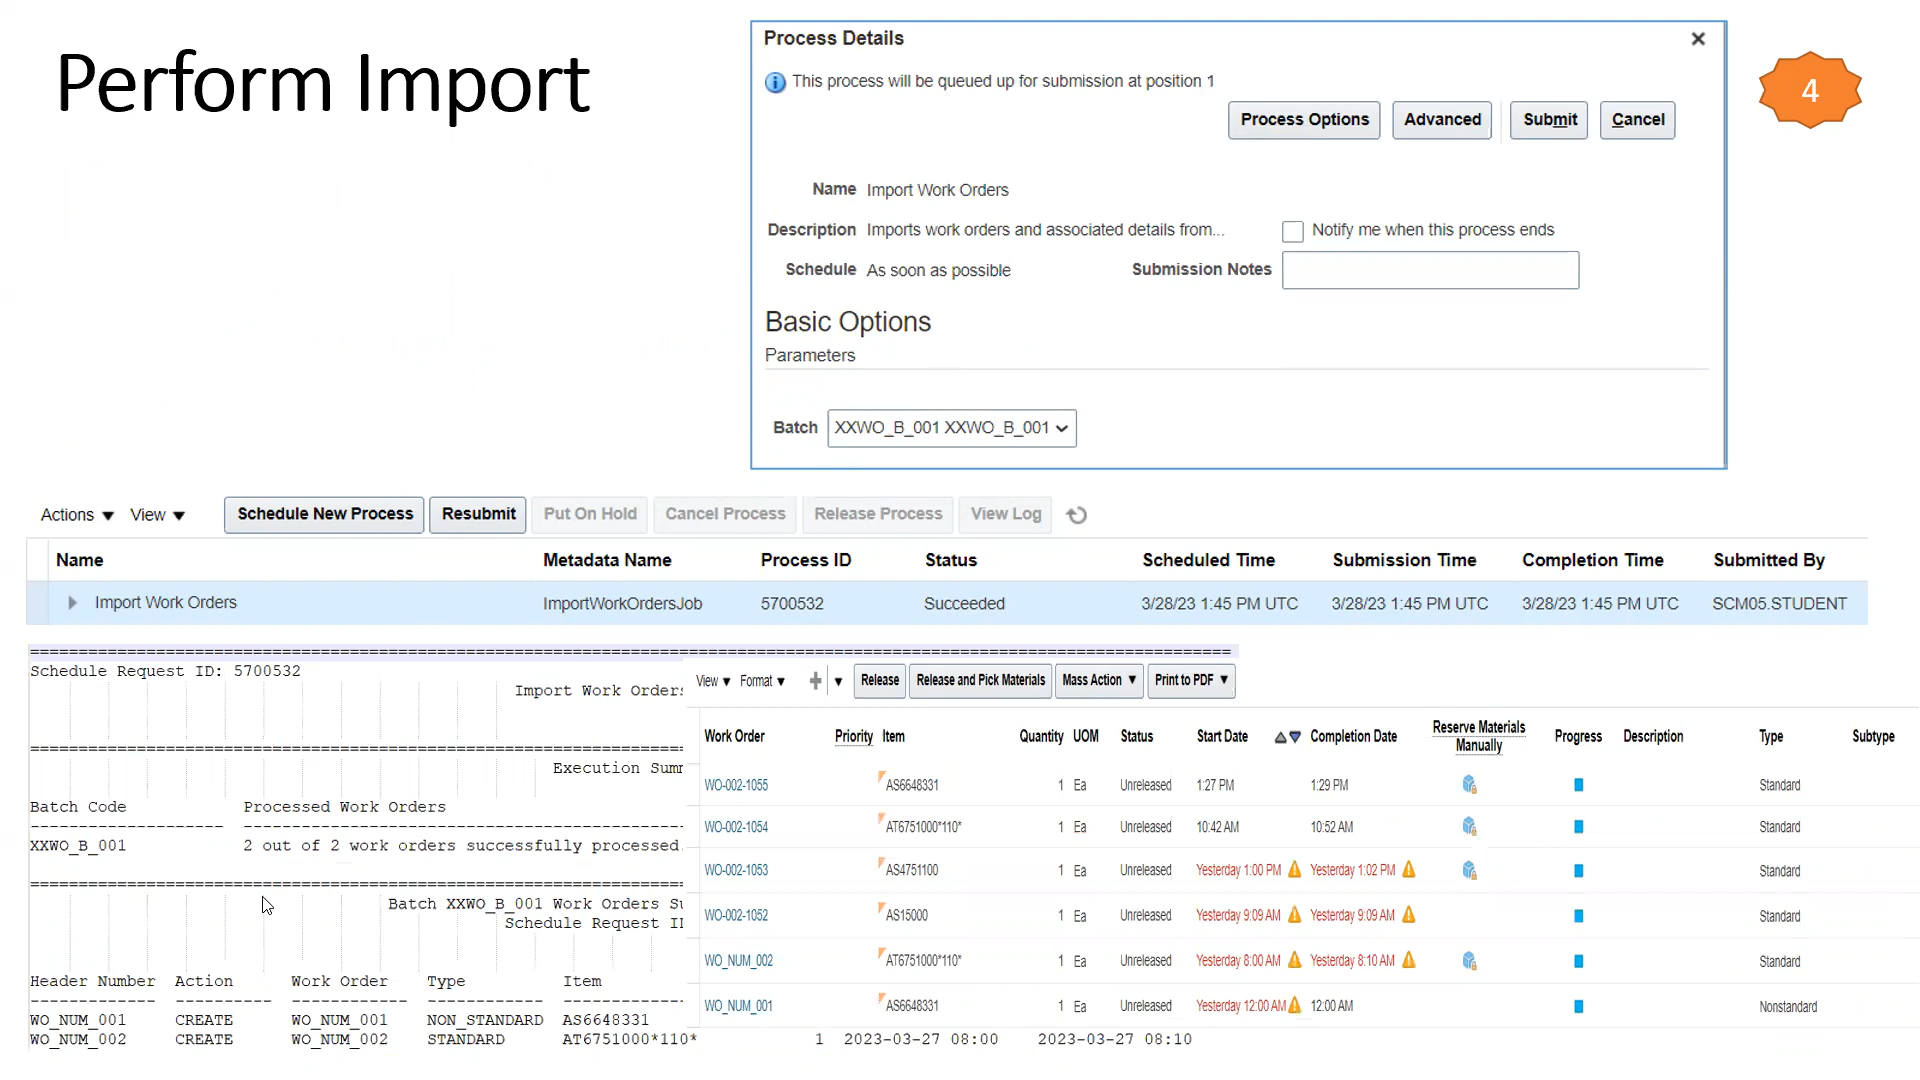 Perform Import
Process Details
This process will be queued up for submission at position 1
4
Process Options Advanced Submit Cancel
Name Import Work Orders
Description Imports work orders and associated details from... Notify me when this process ends
Schedule As soon as possible Submission Notes
Basic Options
Parameters
Batch XXWO_B_001 XXWO_B_001
Actions View Schedule New Process Resubmit Put On Hold Cancel Process Release Process View Log
Name Metadata Name Process ID Status Scheduled Time Submission Time Completion Time Submitted By
Import Work Orders ImportWorkOrdersJob 5700532 Succeeded 3/28/23 1:45 PM UTC 3/28/23 1:45 PM UTC 3/28/23 1:45 PM UTC SCM05.STUDENT
Schedule Request ID: 5700532
Import Work Orders
Execution Summ
Batch Code Processed Work Orders
XXWO_B_001 2 out of 2 work orders successfully processed.
Batch XXWO_B_001 Work Orders Su
Schedule Request I
Header Number Action Work Order Type Item
WO_NUM_001 CREATE WO_NUM_001 NON_STANDARD AS6648331
WO_NUM_002 CREATE WO_NUM_002 STANDARD AT6751000*110* 1 2023-03-27 08:00 2023-03-27 08:10
View Format Release Release and Pick Materials Mass Action Print to PDF
Work Order Priority Item Quantity UOM Status Start Date Completion Date Reserve Materials Manually Progress Description Type Subtype
WO-002-1055 AS6648331 1 Ea Unreleased 1:27 PM 1:29 PM Standard
WO-002-1054 AT6751000*110* 1 Ea Unreleased 10:42 AM 10:52 AM Standard
WO-002-1053 AS4751100 1 Ea Unreleased Yesterday 1:00 PM Yesterday 1:02 PM Standard
WO-002-1052 AS15000 1 Ea Unreleased Yesterday 9:09 AM Yesterday 9:09 AM Standard
WO_NUM_002 AT6751000*110* 1 Ea Unreleased Yesterday 8:00 AM Yesterday 8:10 AM Standard
WO_NUM_001 AS6648331 1 Ea Unreleased Yesterday 12:00 AM 12:00 AM Nonstandard